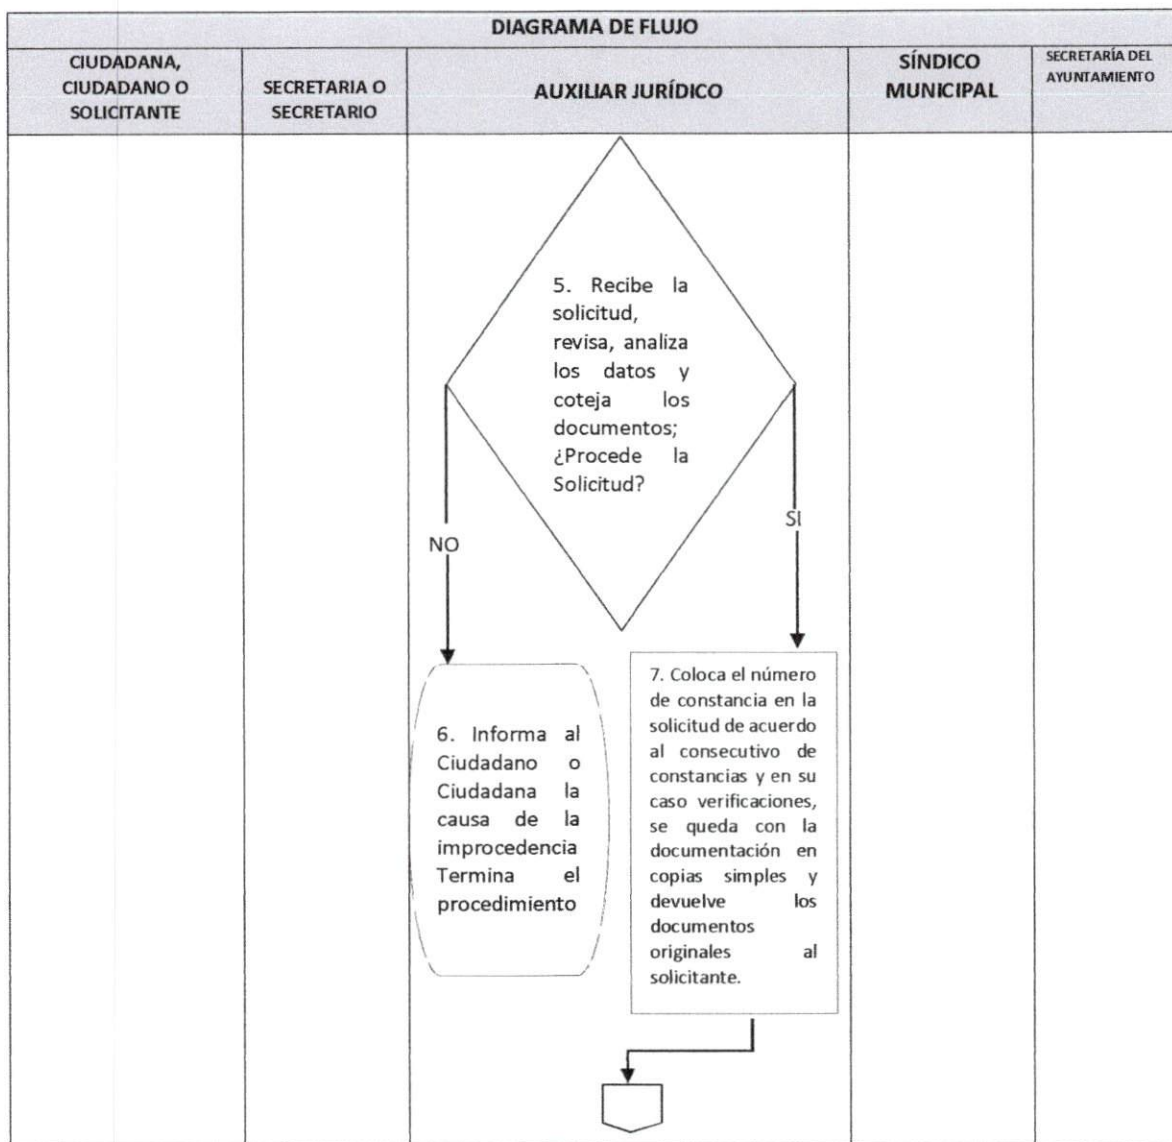 DIAGRAMA DE FLUJO
CIUDADANA,
CIUDADANO O
SOLICITANTE
SECRETARIA O
SECRETARIO
AUXILIAR JURÍDICO
SÍNDICO
MUNICIPAL
SECRETARÍA DEL
AYUNTAMIENTO
5. Recibe la
solicitud,
revisa, analiza
los datos y
coteja los
documentos;
¿Procede la
Solicitud?
NO
SI
6. Informa al
Ciudadano o
Ciudadana la
causa de la
improcedencia
Termina el
procedimiento
7. Coloca el número
de constancia en la
solicitud de acuerdo
al consecutivo de
constancias y en su
caso verificaciones,
se queda con la
documentación en
copias simples y
devuelve los
documentos
originales al
solicitante.